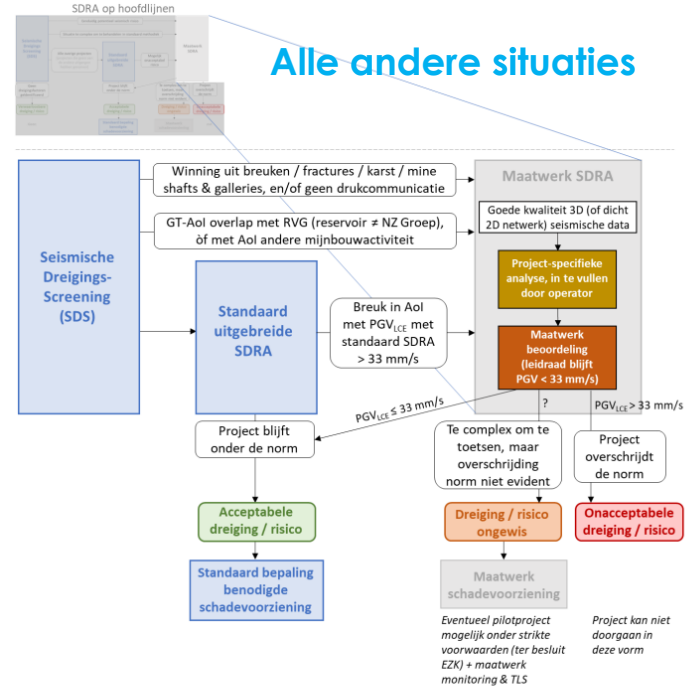 SDRA op hoofdlijnen
Alle andere situaties
Seismische
Dreigings-
Screening
(SDS)
Winning uit breuken / fractures / karst / mine
shafts & galleries, en/of geen drukcommunicatie
GT-AoI overlap met RVG (reservoir ≠ NZ Groep),
òf met AoI andere mijnbouwactiviteit
Standaard
uitgebreide
SDRA
Breuk in AoI
met PGVLCE met
standaard SDRA
> 33 mm/s
Maatwerk SDRA
Goede kwaliteit 3D (of dicht
2D netwerk) seismische data
Project-specifieke
analyse, in te vullen
door operator
Maatwerk
beoordeling
(leidraad blijft
PGV < 33 mm/s)
PGVLCE ≤ 33 mm/s
?
PGVLCE > 33 mm/s
Project blijft
onder de norm
Te complex om te
toetsen, maar
overschrijding
norm niet evident
Project
overschrijdt
de norm
Acceptabele
dreiging / risico
Dreiging / risico
ongewis
Onacceptabele
dreiging / risico
Standaard bepaling
benodigde
schadevoorziening
Maatwerk
schadevoorziening
Eventueel pilotproject
mogelijk onder strikte
voorwaarden (ter besluit
EZK) + maatwerk
monitoring & TLS
Project kan niet
doorgaan in
deze vorm